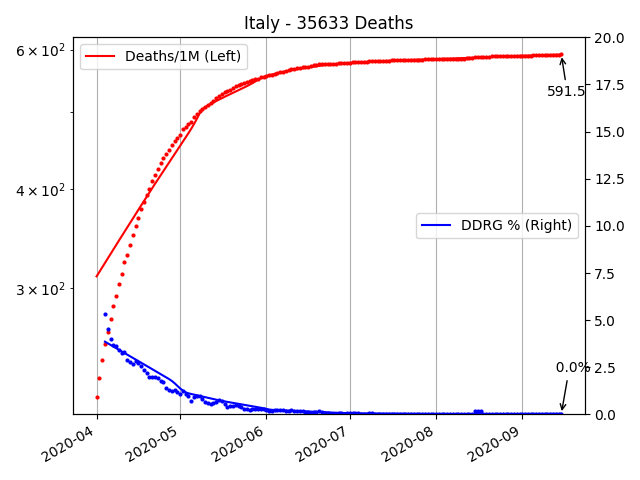 Italy - 35633 Deaths
6 × 10²
4 × 10²
3 × 10²
Deaths/1M (Left)
591.5
DDRG % (Right)
0.0%
20.0
17.5
15.0
12.5
10.0
7.5
5.0
2.5
0.0
2020-04
2020-05
2020-06
2020-07
2020-08
2020-09